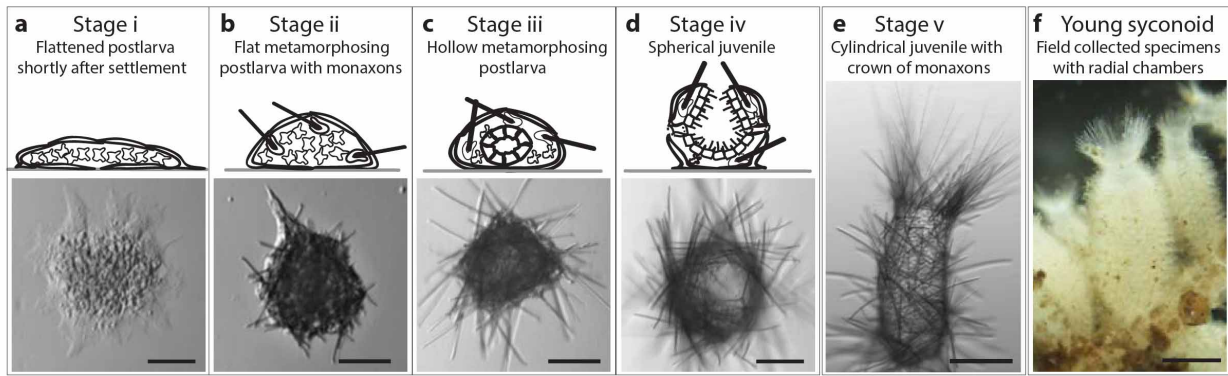 a Stage i
Flattened postlarva
shortly after settlement
b Stage ii
Flat metamorphosing
postlarva with monaxons
c Stage iii
Hollow metamorphosing
postlarva
d Stage iv
Spherical juvenile
e Stage v
Cylindrical juvenile with
crown of monaxons
f Young syconoid
Field collected specimens
with radial chambers